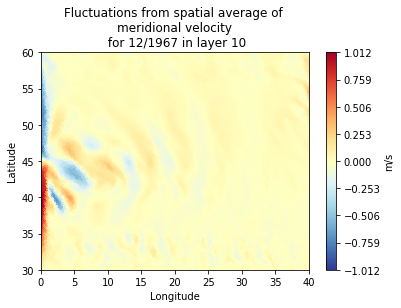 Fluctuations from spatial average of
meridional velocity
for 12/1967 in layer 10
60
55
50
45
40
35
30
Latitude
0 5 10 15 20 25 30 35 40
Longitude
1.012
0.759
0.506
0.253
0.000
−0.253
−0.506
−0.759
−1.012
m/s